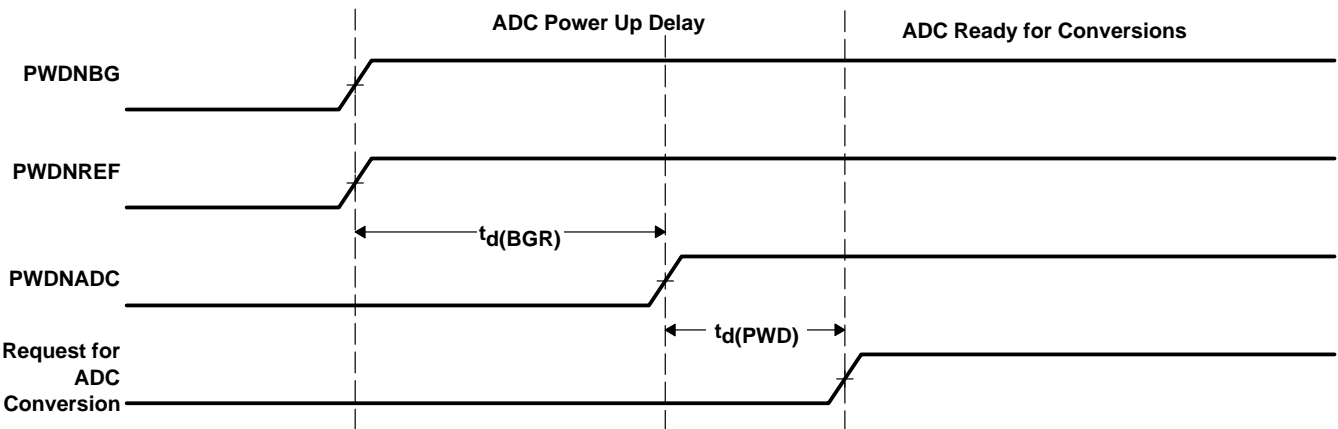 ADC Power Up Delay
ADC Ready for Conversions
PWDNBG
PWDNREF
td(BGR)
PWDNADC
td(PWD)
Request for
ADC
Conversion